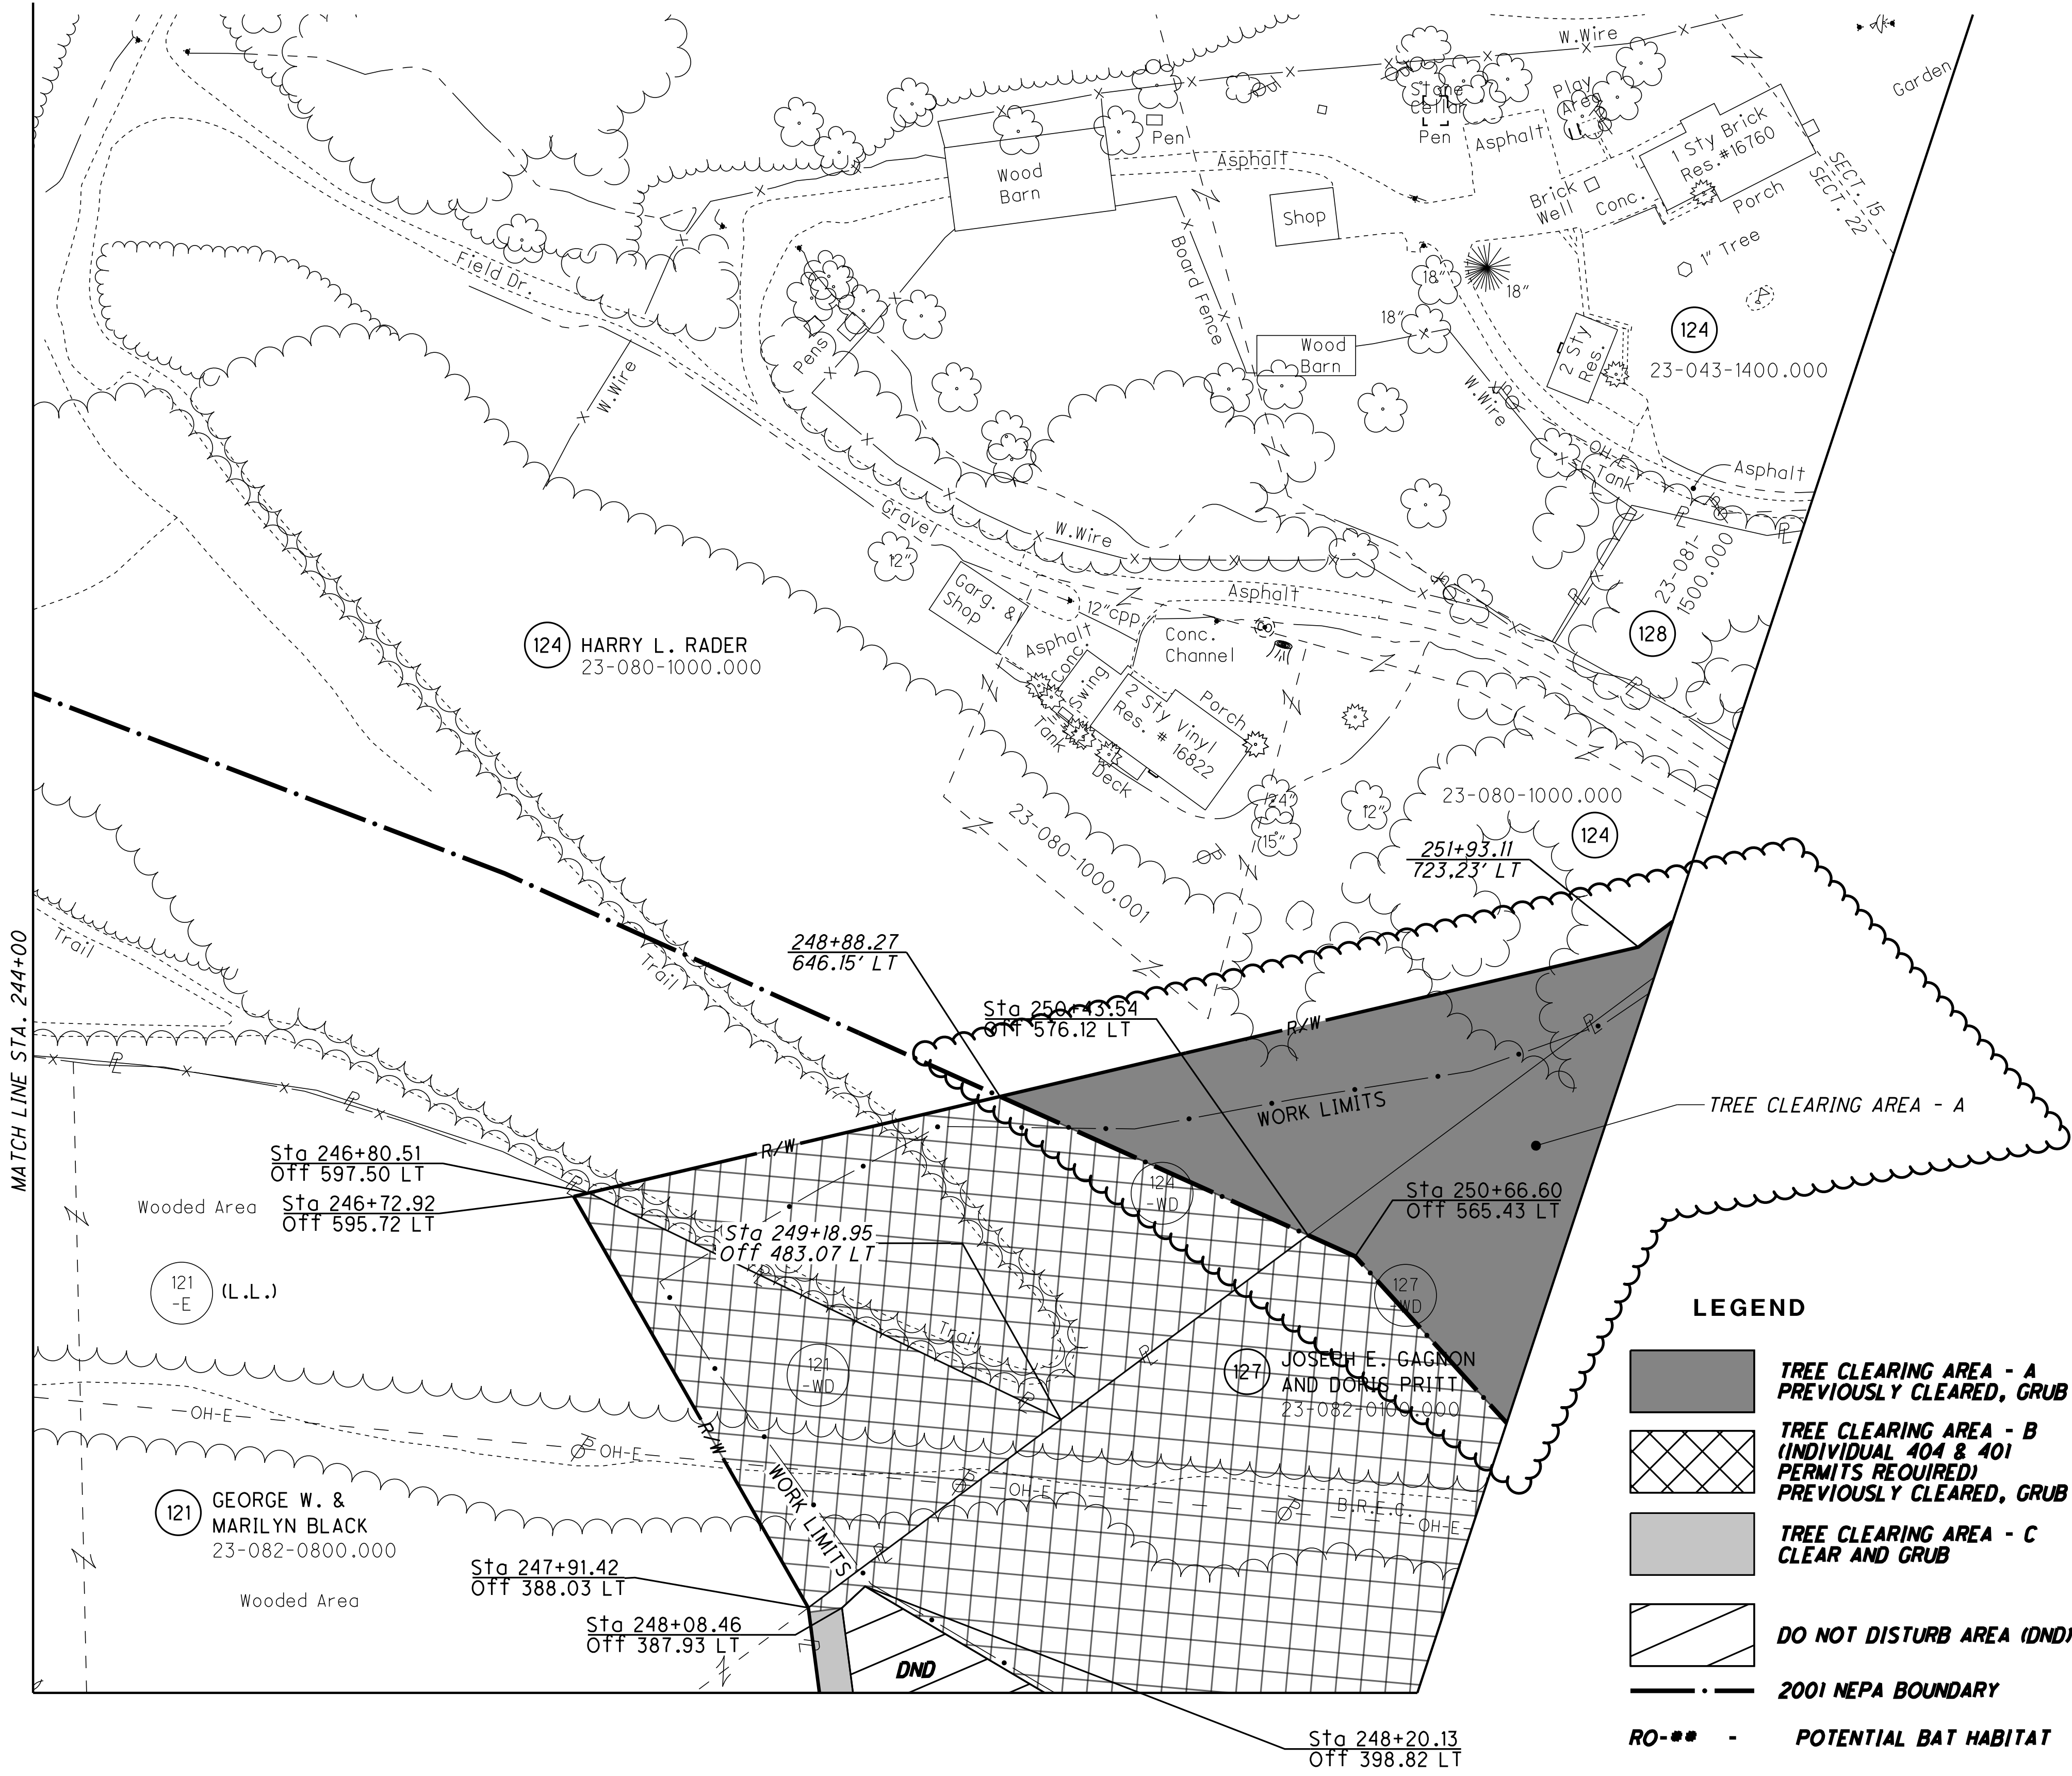 W.Wire
Garden
Stone
Cellar
Pen
Play
Area
Asphalt
1 Sty Brick
Res. #16760
Porch
SECT. 15
SECT. 22
Pen
Asphalt
Wood
Barn
Shop
Brick
Well
Conc.
1" Tree
Board Fence
Field Dr.
18"
18"
18"
124
23-043-1400.000
2 Sty
Res.
Wood
Barn
Pens
W.Wire
W.Wire
OH-E
Tank
Asphalt
Gravel
W.Wire
12"
23-081-
1500.000
128
Asphalt
Garg. &
Shop
12"cpp
Conc.
Channel
Asphalt
Conc.
Swing
2 Sty Vinyl
Res. # 16822
Porch
Tank
Deck
124 HARRY L. RADER
23-080-1000.000
24"
15"
12"
23-080-1000.000
124
23-080-1000.001
251+93.11
723.23' LT
248+88.27
646.15' LT
Sta 250+43.54
Off 576.12 LT
MATCH LINE STA. 244+00
Trail
Trail
R/W
WORK LIMITS
TREE CLEARING AREA - A
R/W
Sta 246+80.51
Off 597.50 LT
Sta 246+72.92
Off 595.72 LT
Wooded Area
124
-WD
Sta 250+66.60
Off 565.43 LT
Sta 249+18.95
Off 483.07 LT
121
-E
(L.L.)
127
-WD
Trail
121
-WD
127
JOSEPH E. GAGNON
AND DORIS PRITT
23-082-0100.000
R/W
OH-E
OH-E
OH-E
B.R.E.C.
OH-E
WORK LIMITS
121
GEORGE W. &
MARILYN BLACK
23-082-0800.000
Wooded Area
Sta 247+91.42
Off 388.03 LT
Sta 248+08.46
Off 387.93 LT
DND
Sta 248+20.13
Off 398.82 LT
LEGEND
TREE CLEARING AREA - A
PREVIOUSLY CLEARED, GRUB
TREE CLEARING AREA - B
(INDIVIDUAL 404 & 401
PERMITS REQUIRED)
PREVIOUSLY CLEARED, GRUB
TREE CLEARING AREA - C
CLEAR AND GRUB
DO NOT DISTURB AREA (DND)
2001 NEPA BOUNDARY
RO-** - POTENTIAL BAT HABITAT